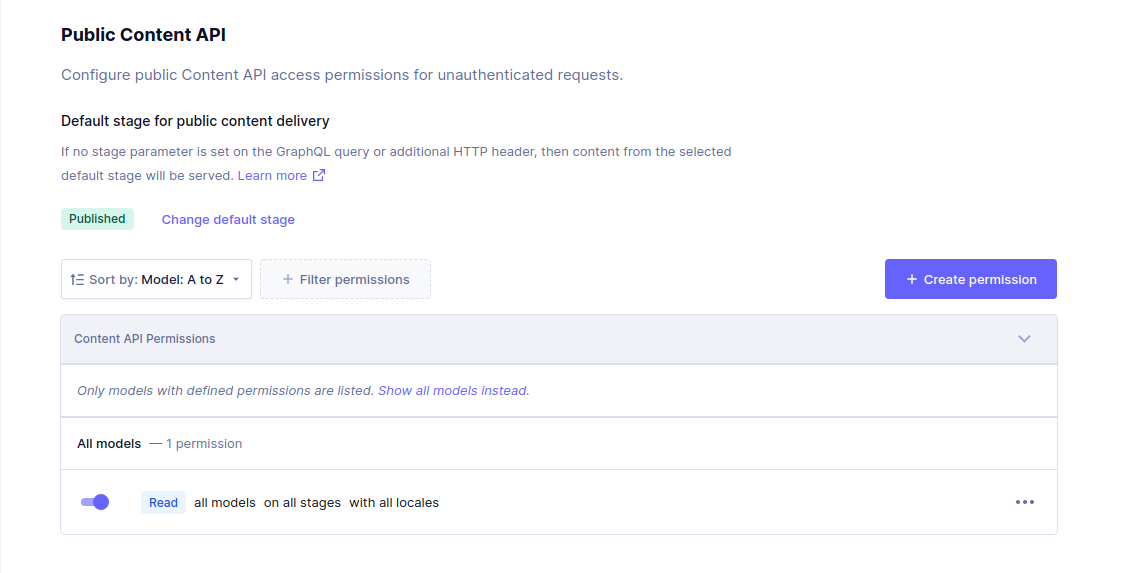 Public Content API
Configure public Content API access permissions for unauthenticated requests.
Default stage for public content delivery
If no stage parameter is set on the GraphQL query or additional HTTP header, then content from the selected
default stage will be served. Learn more
Published Change default stage
Sort by: Model: A to Z + Filter permissions + Create permission
Content API Permissions
Only models with defined permissions are listed. Show all models instead.
All models — 1 permission
Read all models on all stages with all locales